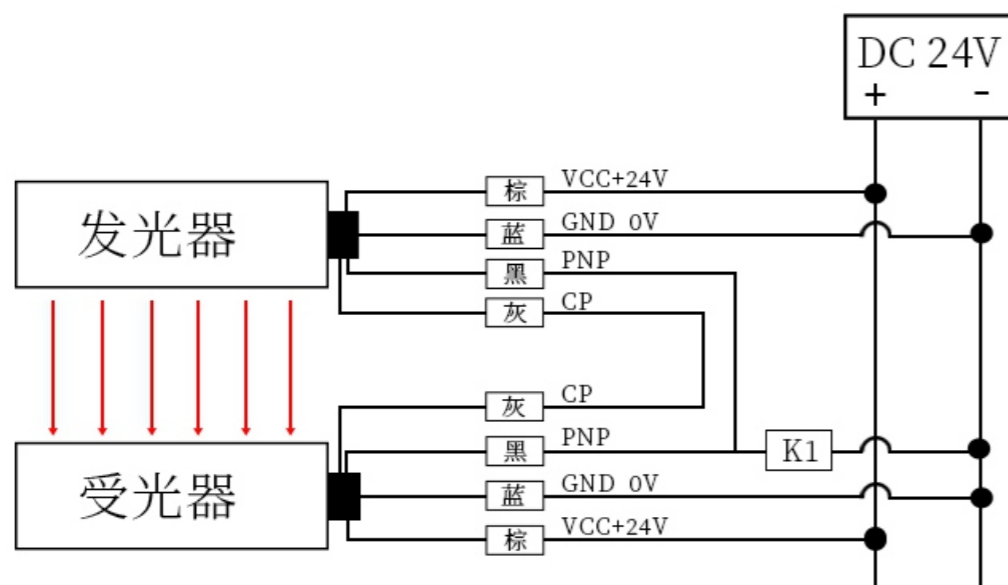 DC 24V
+ -
棕 VCC+24V
发光器
蓝 GND 0V
黑 PNP
灰 CP
灰 CP
黑 PNP
K1
受光器
蓝 GND 0V
棕 VCC+24V